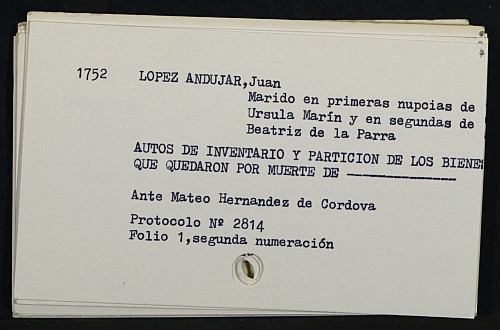 1752 LOPEZ ANDUJAR,Juan
Marido en primeras nupcias de
Ursula Marín y en segundas de
Beatriz de la Parra
AUTOS DE INVENTARIO Y PARTICION DE LOS BIENES
QUE QUEDARON POR MUERTE DE ——————————
Ante Mateo Hernandez de Cordova
Protocolo Nº 2814
Folio 1,segunda numeración